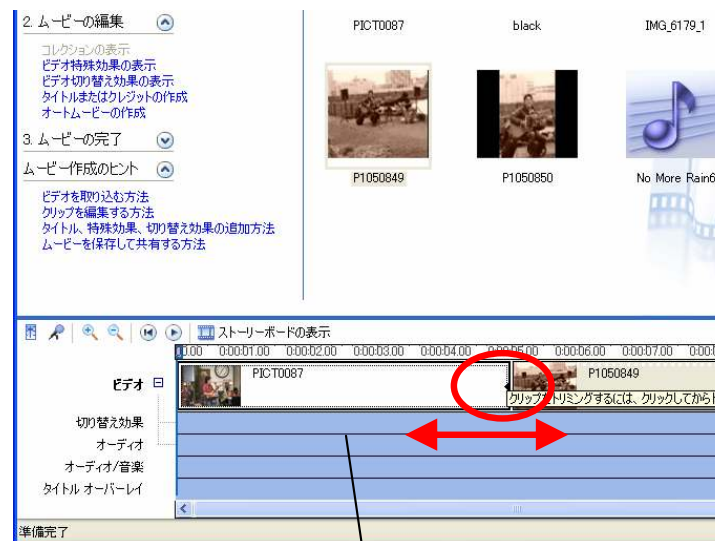 2. ムービーの編集
コレクションの表示
ビデオ特殊効果の表示
ビデオ切り替え効果の表示
タイトルまたはクレジットの作成
オートムービーの作成
3. ムービーの完了
ムービー作成のヒント
ビデオを取り込む方法
クリップを編集する方法
タイトル、特殊効果、切り替え効果の追加方法
ムービーを保存して共有する方法
PICT0087
black
IMG_6179_1
P1050849
P1050850
No More Rain6
ストーリーボードの表示
0:00:01.00 0:00:02.00 0:00:03.00 0:00:04.00 0:00:05.00 0:00:06.00 0:00:07.00
ビデオ
PICT0087
P1050849
クリップをトリミングするには、クリックしてから
切り替え効果
オーディオ
オーディオ/音楽
タイトル オーバーレイ
準備完了